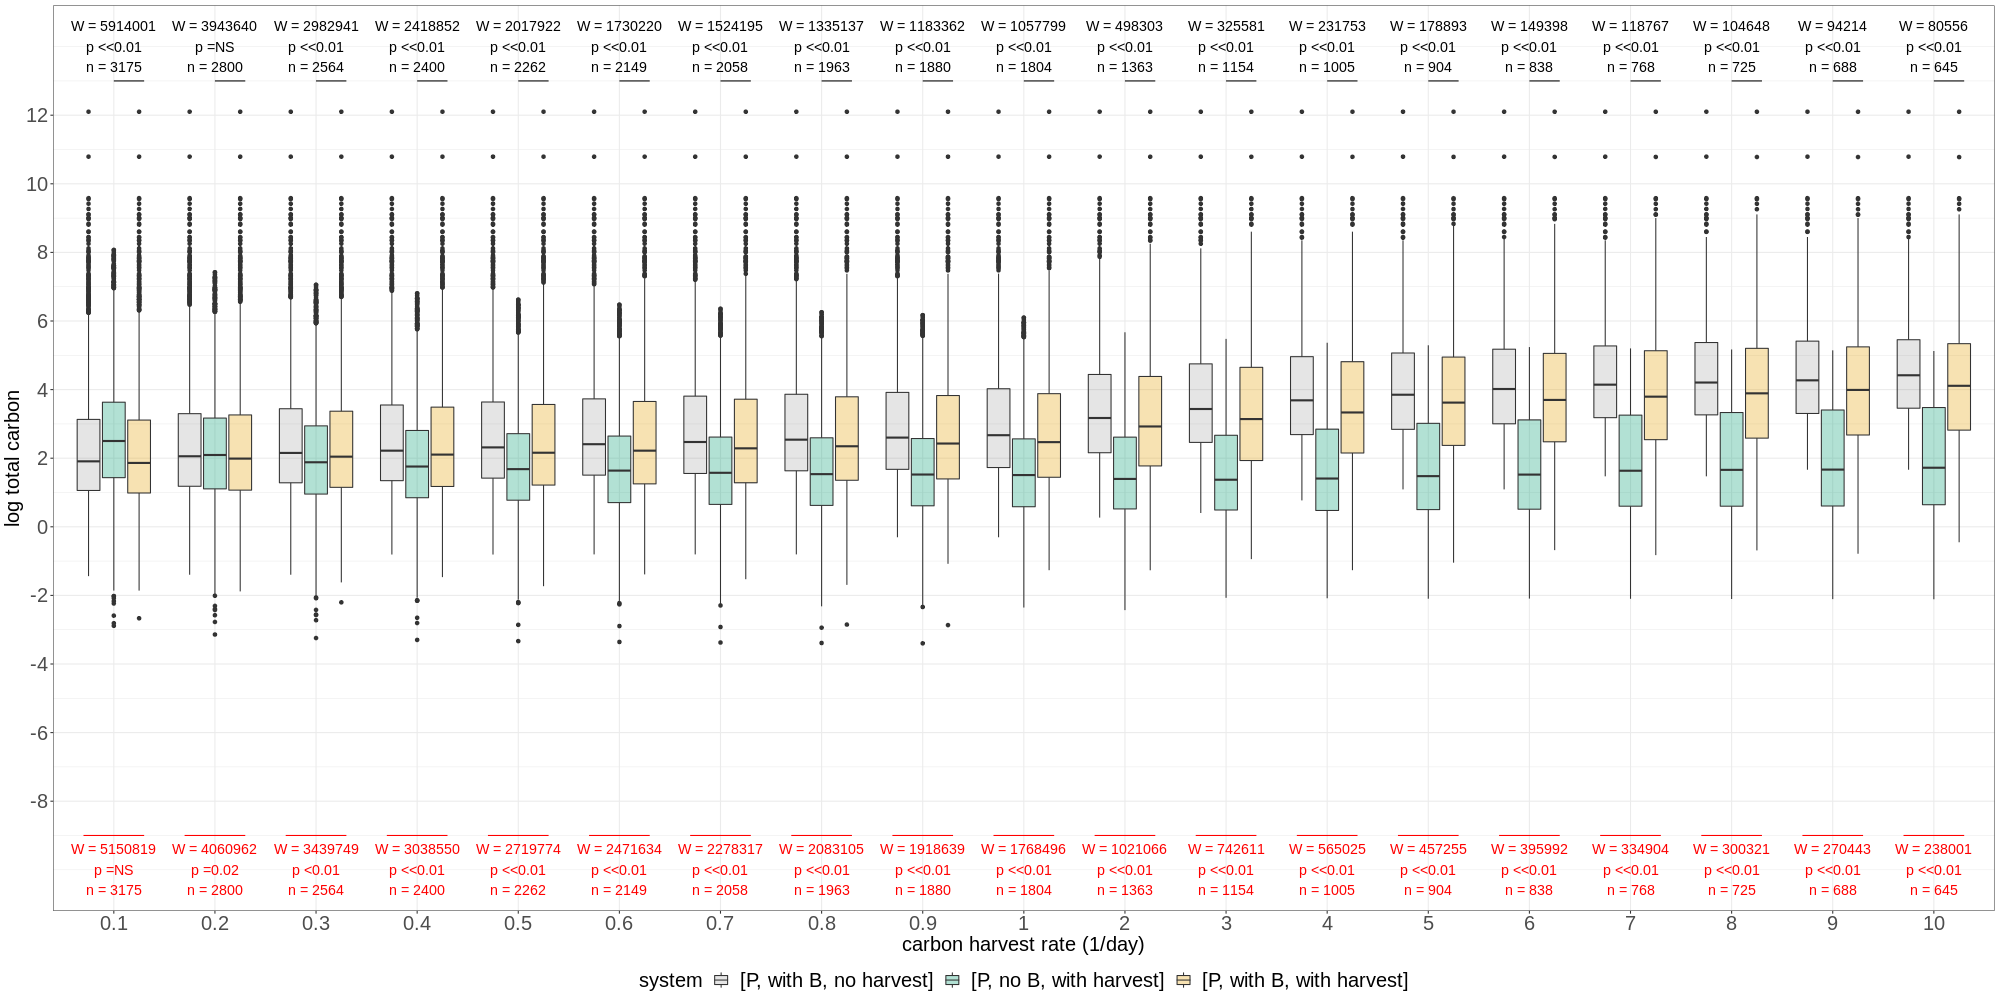 W = 5914001 W = 3943640 W = 2982941 W = 2418852 W = 2017922 W = 1730220 W = 1524195 W = 1335137 W = 1183362 W = 1057799 W = 498303 W = 325581 W = 231753 W = 178893 W = 149398 W = 118767 W = 104648 W = 94214 W = 80556
p <<0.01 p =NS p <<0.01 p <<0.01 p <<0.01 p <<0.01 p <<0.01 p <<0.01 p <<0.01 p <<0.01 p <<0.01 p <<0.01 p <<0.01 p <<0.01 p <<0.01 p <<0.01 p <<0.01 p <<0.01 p <<0.01
n = 3175 n = 2800 n = 2564 n = 2400 n = 2262 n = 2149 n = 2058 n = 1963 n = 1880 n = 1804 n = 1363 n = 1154 n = 1005 n = 904 n = 838 n = 768 n = 725 n = 688 n = 645
12
10
8
6
4
2
0
-2
-4
-6
-8
log total carbon
W = 5150819 W = 4060962 W = 3439749 W = 3038550 W = 2719774 W = 2471634 W = 2278317 W = 2083105 W = 1918639 W = 1768496 W = 1021066 W = 742611 W = 565025 W = 457255 W = 395992 W = 334904 W = 300321 W = 270443 W = 238001
p =NS p =0.02 p <0.01 p <<0.01 p <<0.01 p <<0.01 p <<0.01 p <<0.01 p <<0.01 p <<0.01 p <<0.01 p <<0.01 p <<0.01 p <<0.01 p <<0.01 p <<0.01 p <<0.01 p <<0.01 p <<0.01
n = 3175 n = 2800 n = 2564 n = 2400 n = 2262 n = 2149 n = 2058 n = 1963 n = 1880 n = 1804 n = 1363 n = 1154 n = 1005 n = 904 n = 838 n = 768 n = 725 n = 688 n = 645
0.1 0.2 0.3 0.4 0.5 0.6 0.7 0.8 0.9 1 2 3 4 5 6 7 8 9 10
carbon harvest rate (1/day)
system [P, with B, no harvest] [P, no B, with harvest] [P, with B, with harvest]